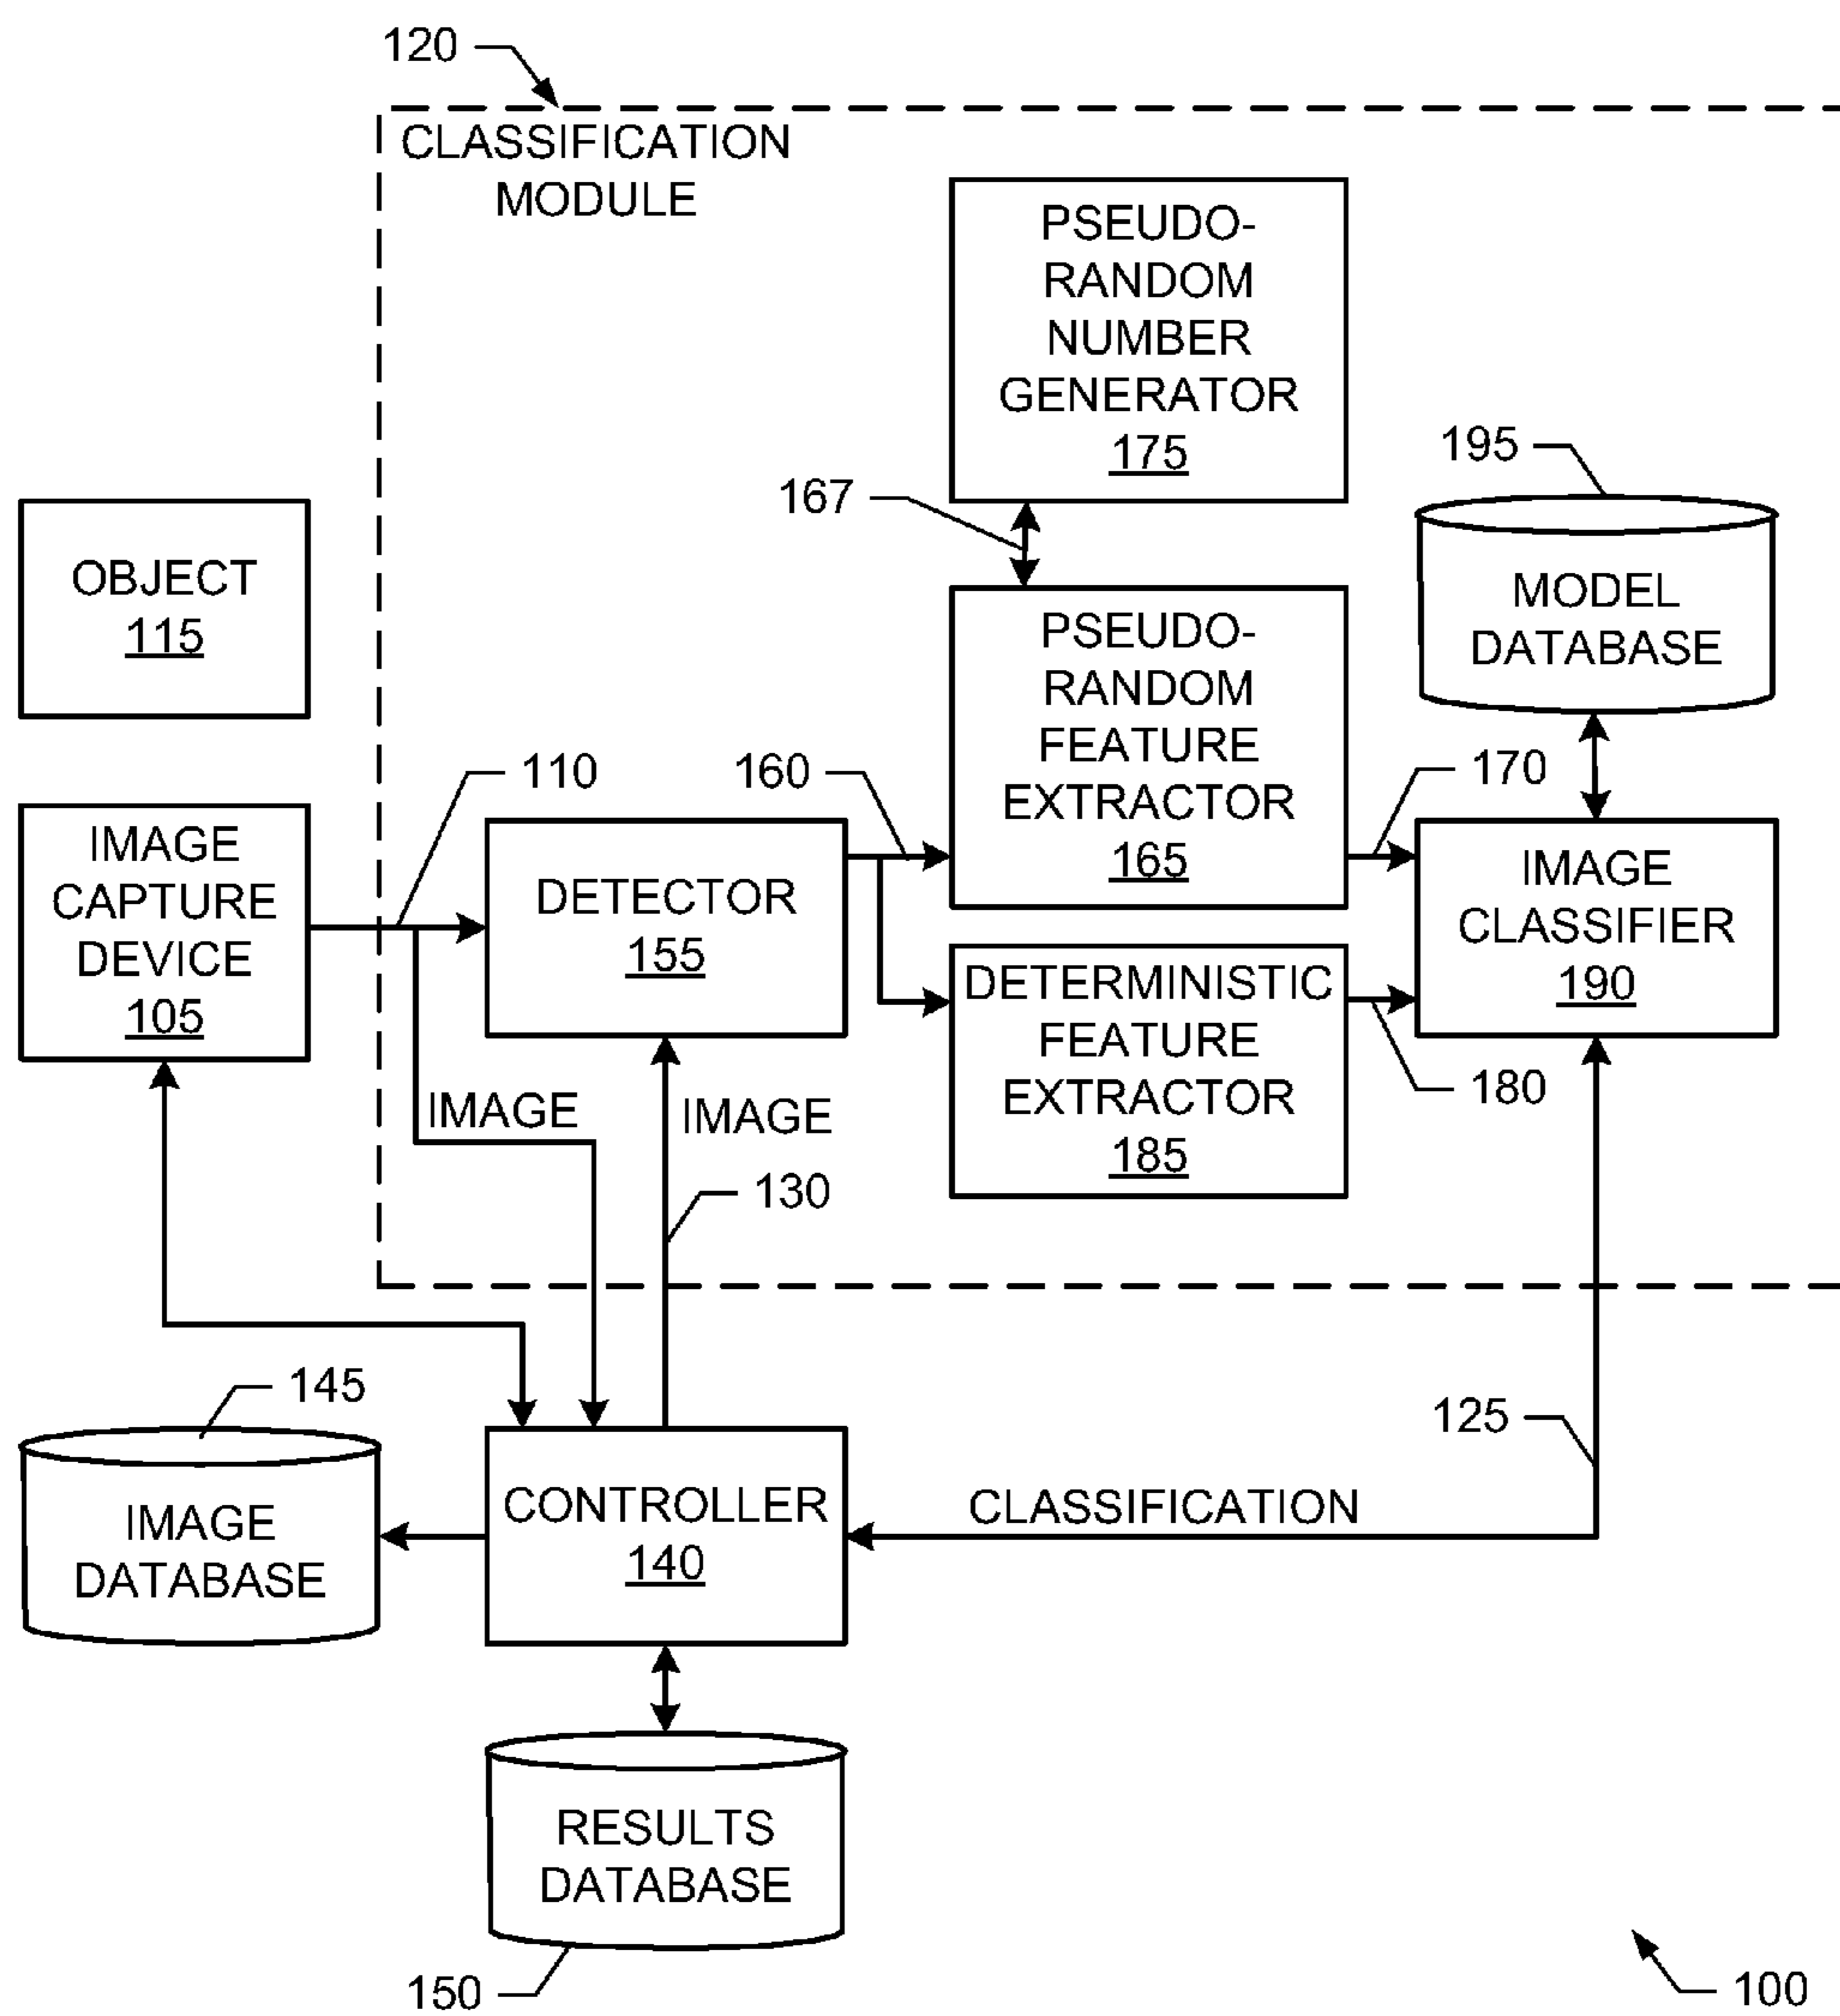 120
CLASSIFICATION
MODULE
PSEUDO-
RANDOM
NUMBER
GENERATOR
175
167
195
MODEL
DATABASE
OBJECT
115
PSEUDO-
RANDOM
FEATURE
EXTRACTOR
165
110
160
170
IMAGE
CAPTURE
DEVICE
105
DETECTOR
155
IMAGE
CLASSIFIER
190
DETERMINISTIC
FEATURE
EXTRACTOR
185
180
IMAGE
IMAGE
130
145
IMAGE
DATABASE
CONTROLLER
140
CLASSIFICATION
125
RESULTS
DATABASE
150
100